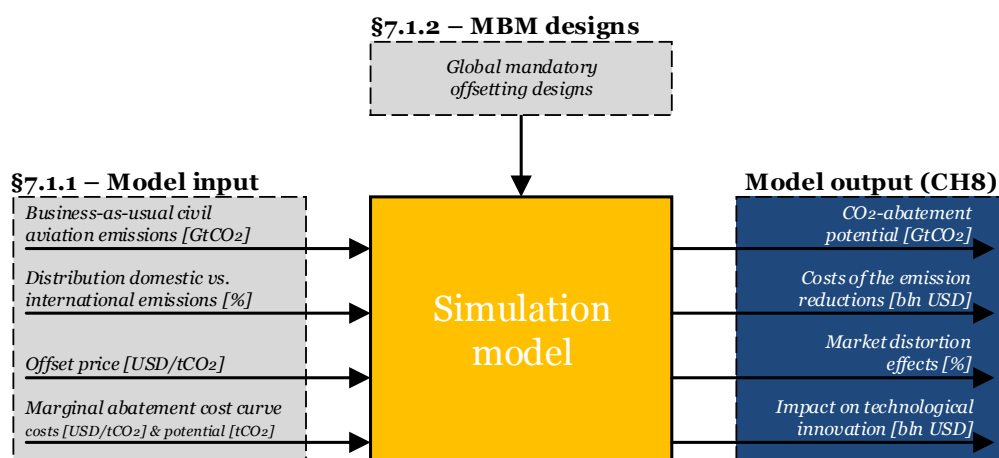 §7.1.2 – MBM designs
Global mandatory
offsetting designs
§7.1.1 – Model input
Business-as-usual civil
aviation emissions [GtCO2]
Distribution domestic vs.
international emissions [%]
Offset price [USD/tCO2]
Marginal abatement cost curve
costs [USD/tCO2] & potential [tCO2]
Simulation
model
Model output (CH8)
CO2-abatement
potential [GtCO2]
Costs of the emission
reductions [bln USD]
Market distortion
effects [%]
Impact on technological
innovation [bln USD]